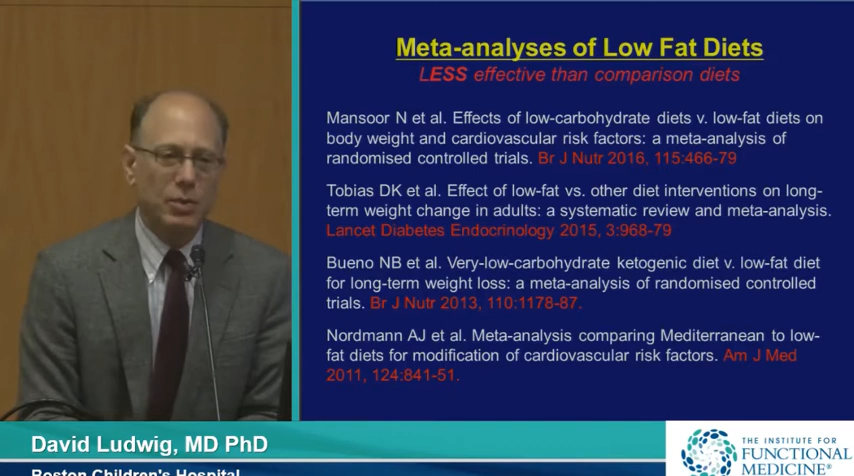 Meta-analyses of Low Fat Diets
LESS effective than comparison diets
Mansoor N et al. Effects of low-carbohydrate diets v. low-fat diets on
body weight and cardiovascular risk factors: a meta-analysis of
randomised controlled trials. Br J Nutr 2016, 115:466-79
Tobias DK et al. Effect of low-fat vs. other diet interventions on long-
term weight change in adults: a systematic review and meta-analysis.
Lancet Diabetes Endocrinology 2015, 3:968-79
Bueno NB et al. Very-low-carbohydrate ketogenic diet v. low-fat diet
for long-term weight loss: a meta-analysis of randomised controlled
trials. Br J Nutr 2013, 110:1178-87.
Nordmann AJ et al. Meta-analysis comparing Mediterranean to low-
fat diets for modification of cardiovascular risk factors. Am J Med
2011, 124:841-51.
David Ludwig, MD PhD
Boston Children's Hospital
THE INSTITUTE FOR
FUNCTIONAL
MEDICINE®